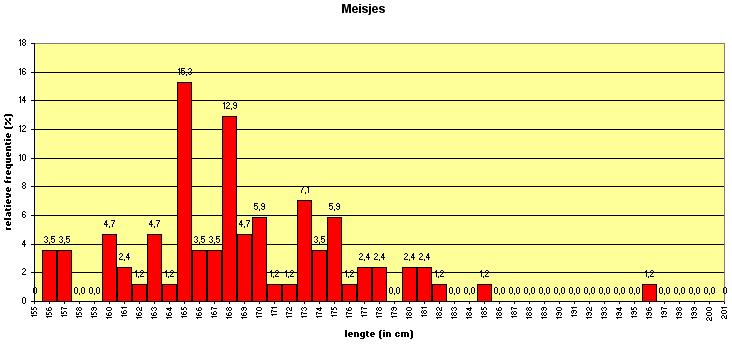 Meisjes
relatieve frequentie (%)
18
16
14
12
10
8
6
4
2
0
0 3,5 3,5 0,0 0,0 4,7 2,4 1,2 4,7 1,2 15,3 3,5 3,5 12,9 4,7 5,9 1,2 1,2 7,1 3,5 5,9 1,2 2,4 2,4 0,0 2,4 2,4 1,2 0,0 0,0 1,2 0,0 0,0 0,0 0,0 0,0 0,0 0,0 0,0 0,0 0,0 1,2 0,0 0,0 0,0 0,0 0
155 156 157 158 159 160 161 162 163 164 165 166 167 168 169 170 171 172 173 174 175 176 177 178 179 180 181 182 183 184 185 186 187 188 189 190 191 192 193 194 195 196 197 198 199 200 201
lengte (in cm)